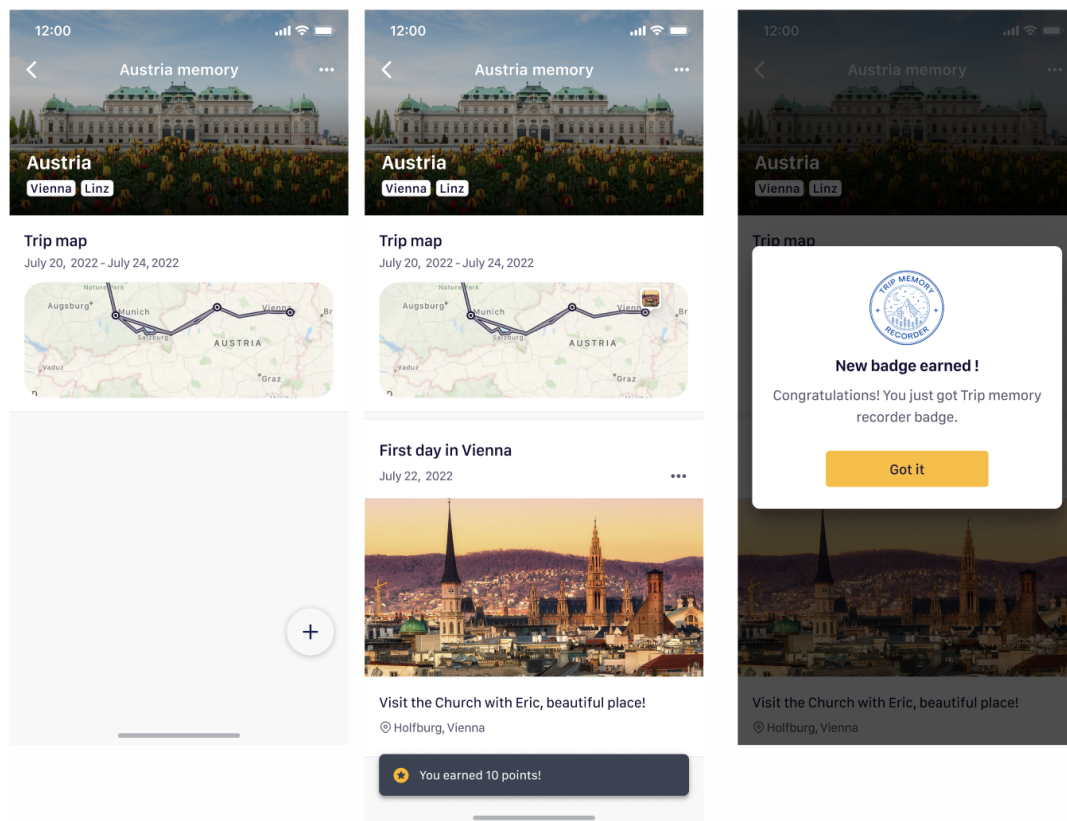 12:00
Austria memory
Austria
Vienna Linz
Trip map
July 20, 2022 - July 24, 2022
Augsburg
Munich
Vienna
Salzburg
AUSTRIA
Vaduz
Graz
12:00
Austria memory
Austria
Vienna Linz
Trip map
July 20, 2022 - July 24, 2022
Augsburg
Munich
Salzburg
AUSTRIA
Vaduz
Graz
First day in Vienna
July 22, 2022
Visit the Church with Eric, beautiful place!
Holfburg, Vienna
You earned 10 points!
12:00
Austria memory
Austria
Vienna Linz
Trip map
TRIP MEMORY
RECORDER
New badge earned !
Congratulations! You just got Trip memory
recorder badge.
Got it
Visit the Church with Eric, beautiful place!
Holfburg, Vienna